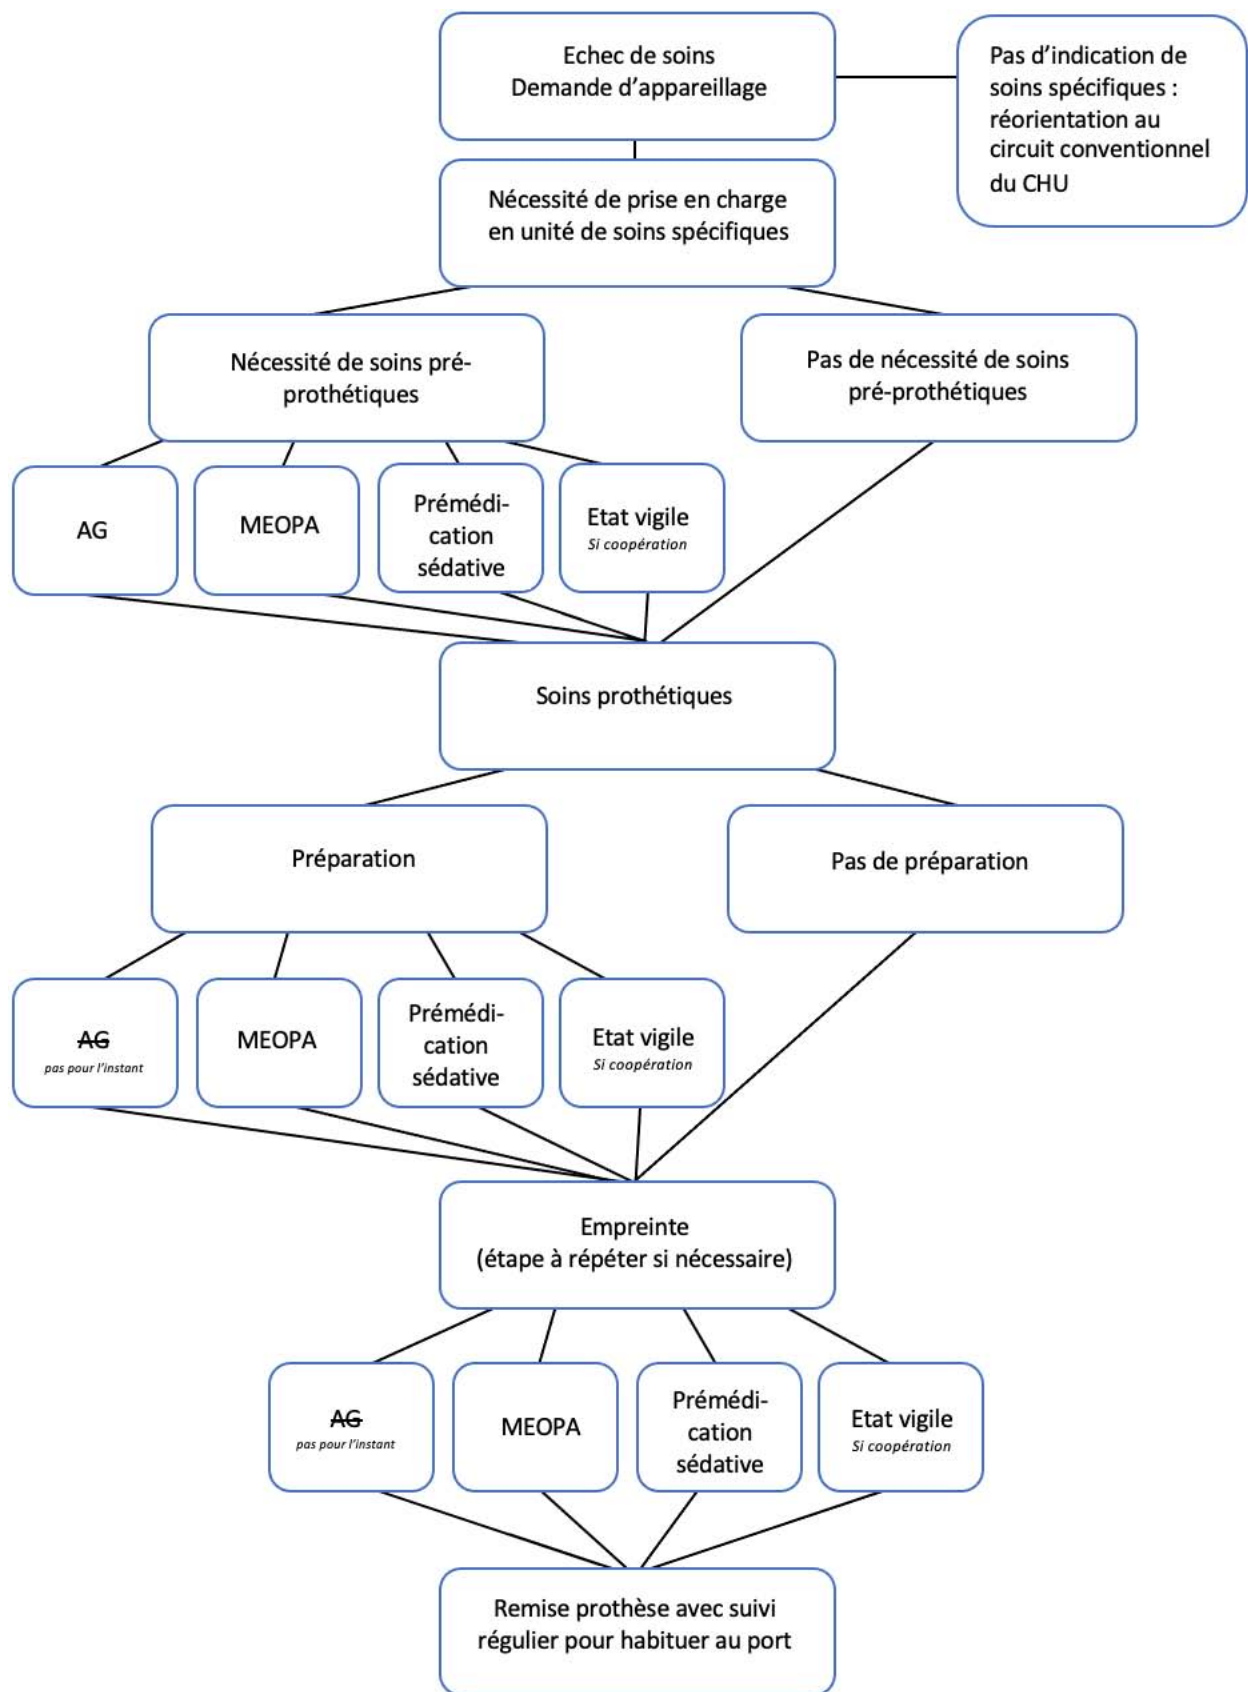 Echec de soins
Demande d'appareillage
Pas d'indication de
soins spécifiques :
réorientation au
circuit conventionnel
du CHU
Nécessité de prise en charge
en unité de soins spécifiques
Nécessité de soins pré-
prothétiques
Pas de nécessité de soins
pré-prothétiques
AG
MEOPA
Prémédi-
cation
sédative
Etat vigile
Si coopération
Soins prothétiques
Préparation
Pas de préparation
AG
pas pour l'instant
MEOPA
Prémédi-
cation
sédative
Etat vigile
Si coopération
Empreinte
(étape à répéter si nécessaire)
AG
pas pour l'instant
MEOPA
Prémédi-
cation
sédative
Etat vigile
Si coopération
Remise prothèse avec suivi
régulier pour habituer au port